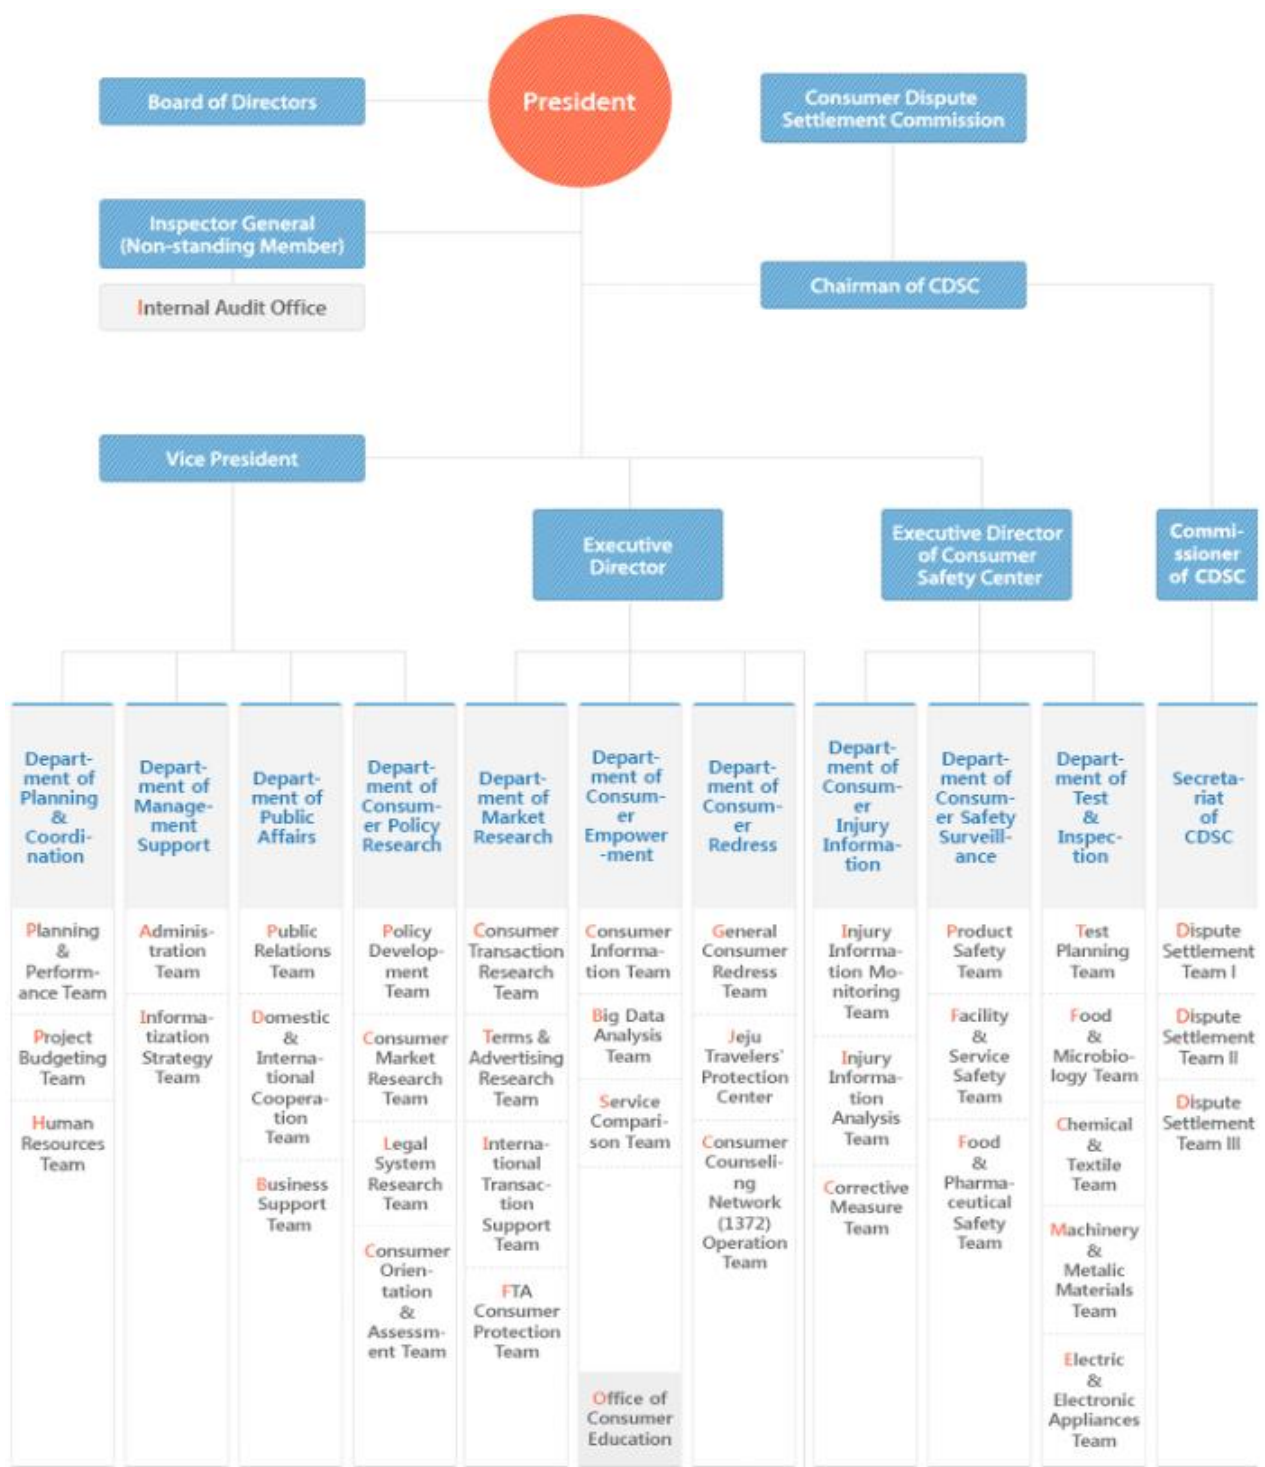 President
Board of Directors
Consumer Dispute
Settlement Commission
Inspector General
(Non-standing Member)
Internal Audit Office
Chairman of CDSC
Vice President
Executive
Director
Executive Director
of Consumer
Safety Center
Commi-
ssioner
of CDSC
Depart-
ment of
Planning
&
Coordi-
nation
Planning
&
Perform-
ance Team
Project
Budgeting
Team
Human
Resources
Team
Depart-
ment of
Manage-
ment
Support
Adminis-
tration
Team
Informa-
tization
Strategy
Team
Depart-
ment of
Public
Affairs
Public
Relations
Team
Domestic
&
Interna-
tional
Coopera-
tion
Team
Business
Support
Team
Depart-
ment of
Consum-
er Policy
Research
Policy
Develop-
ment
Team
Consumer
Market
Research
Team
Legal
System
Research
Team
Consumer
Orien-
tation
&
Assessm-
ent Team
Depart-
ment of
Market
Research
Consumer
Transaction
Research
Team
Terms &
Advertising
Research
Team
Interna-
tional
Transac-
tion
Support
Team
FTA
Consumer
Protection
Team
Depart-
ment of
Consum-
er
Empower
-ment
Consumer
Informa-
tion Team
Big Data
Analysis
Team
Service
Compari-
son Team
Office of
Consumer
Education
Depart-
ment of
Consum-
er
Redress
General
Consumer
Redress
Team
Jeju
Travelers'
Protection
Center
Consumer
Counseli-
ng
Network
(1372)
Operation
Team
Depart-
ment of
Consum-
er
Injury
Informa-
tion
Injury
Informa-
tion Mo-
nitoring
Team
Injury
Informa-
tion
Analysis
Team
Corrective
Measure
Team
Depart-
ment of
Consum-
er Safety
Surveill-
ance
Product
Safety
Team
Facility
&
Service
Safety
Team
Food
&
Pharma-
ceutical
Safety
Team
Depart-
ment of
Test
&
Inspec-
tion
Test
Planning
Team
Food
&
Microbio-
logy Team
Chemical
&
Textile
Team
Machinery
&
Metalic
Materials
Team
Electric
&
Electronic
Appliances
Team
Secreta-
riat
of
CDSC
Dispute
Settlement
Team I
Dispute
Settlement
Team II
Dispute
Settlement
Team III